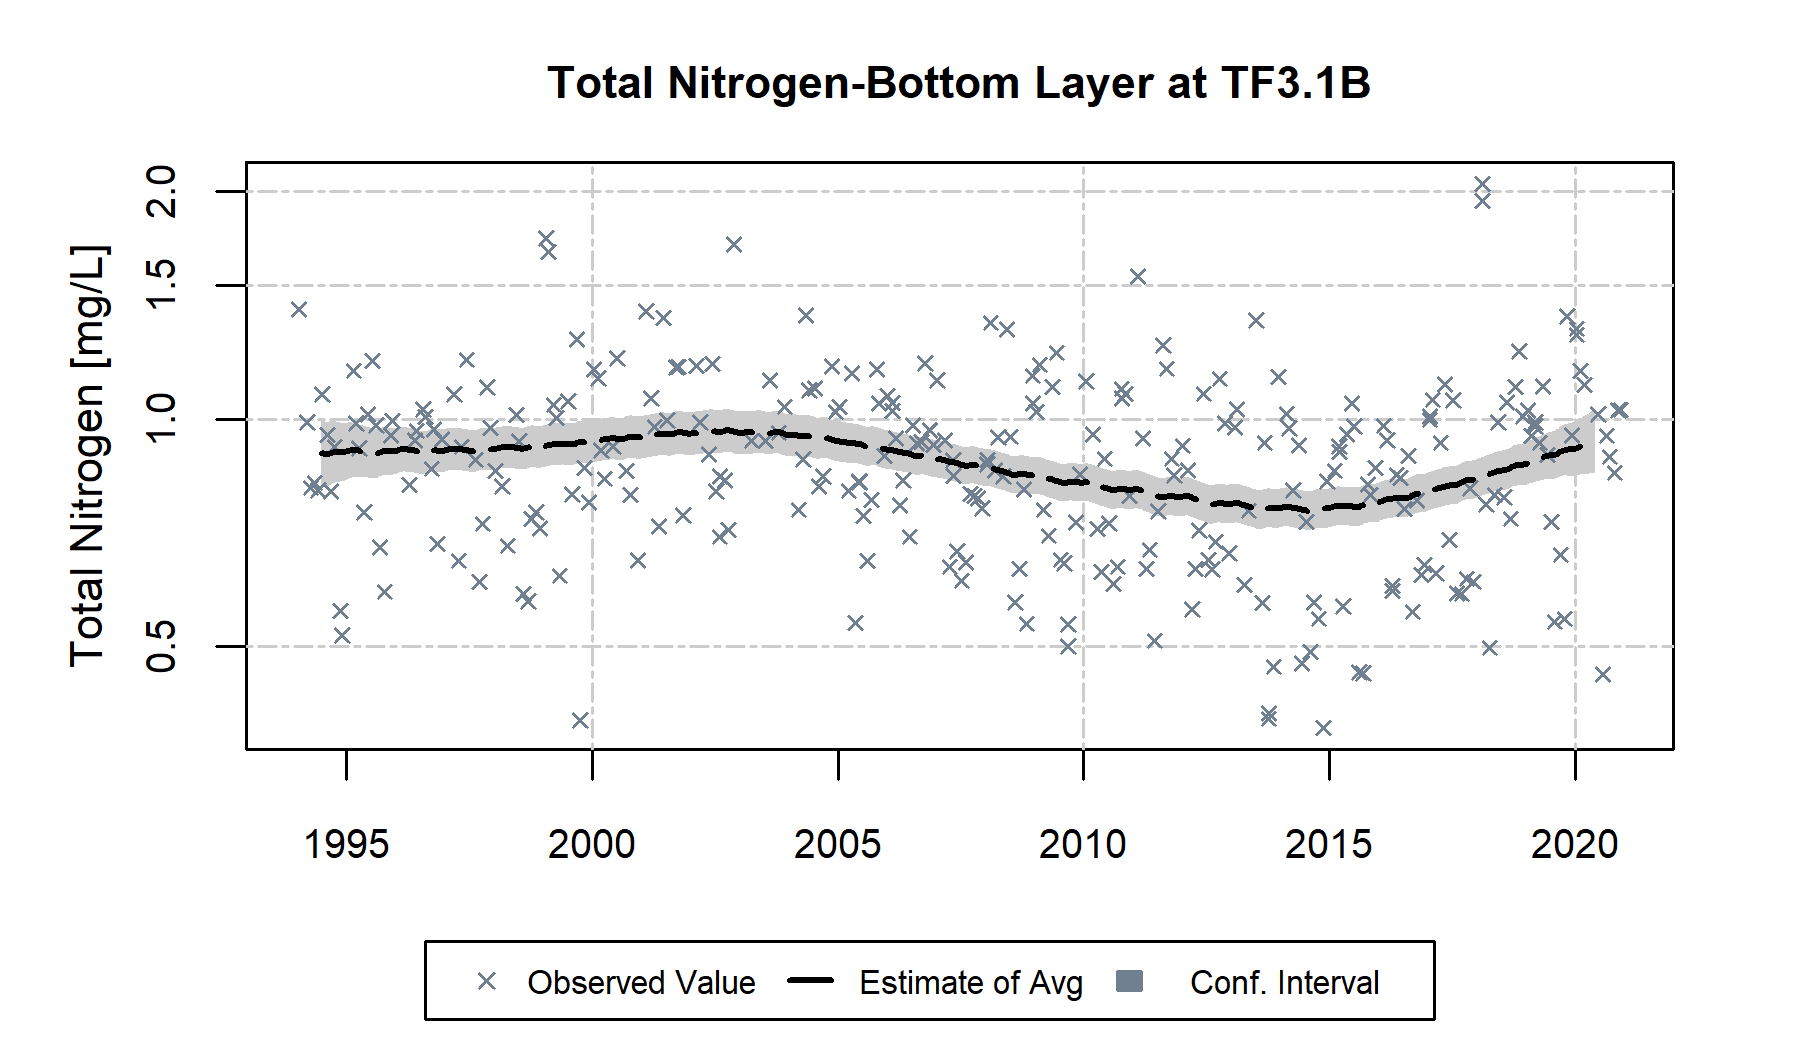 Total Nitrogen-Bottom Layer at TF3.1B
Total Nitrogen [mg/L]
2.0
1.5
1.0
0.5
1995 2000 2005 2010 2015 2020
Observed Value Estimate of Avg Conf. Interval